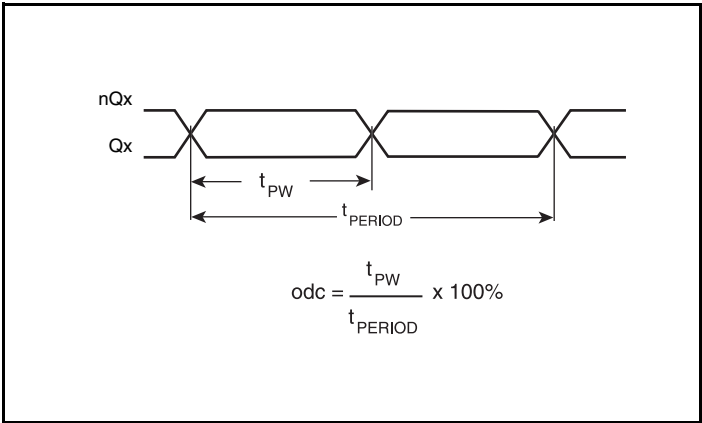 nQx
Qx
tPW
tPERIOD
odc = tPW / tPERIOD x 100%